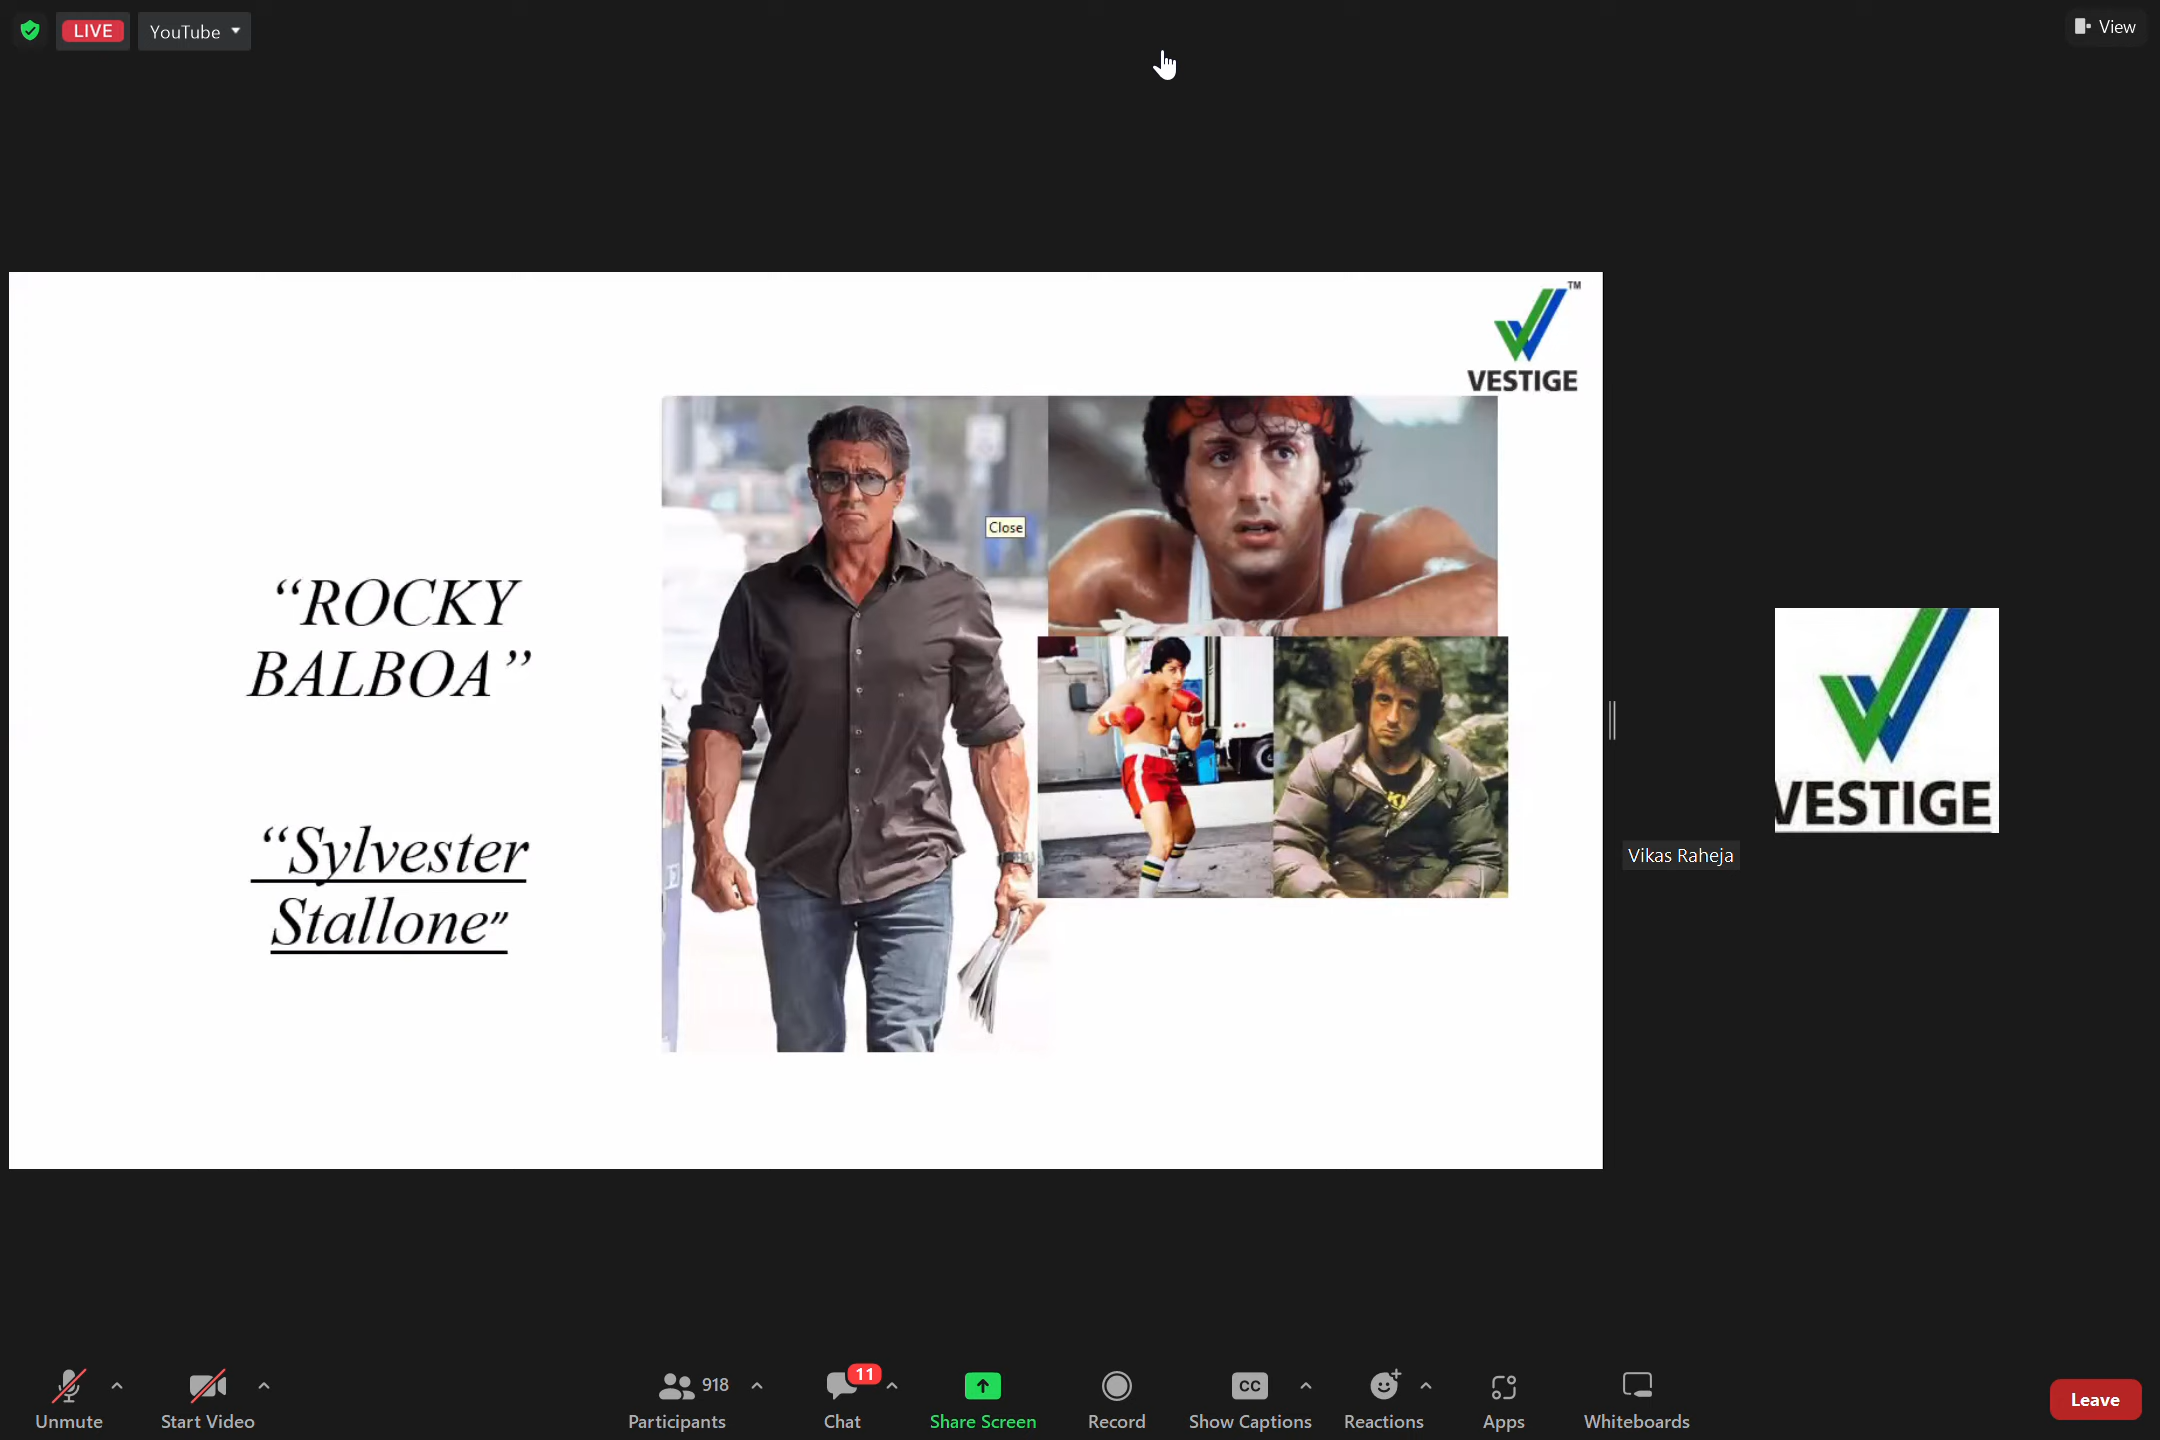 LIVE
YouTube
View
TM
VESTIGE
Close
“ROCKY
BALBOA”
“Sylvester
Stallone”
VESTIGE
Vikas Raheja
918
11
CC
Unmute
Start Video
Participants
Chat
Share Screen
Record
Show Captions
Reactions
Apps
Whiteboards
Leave